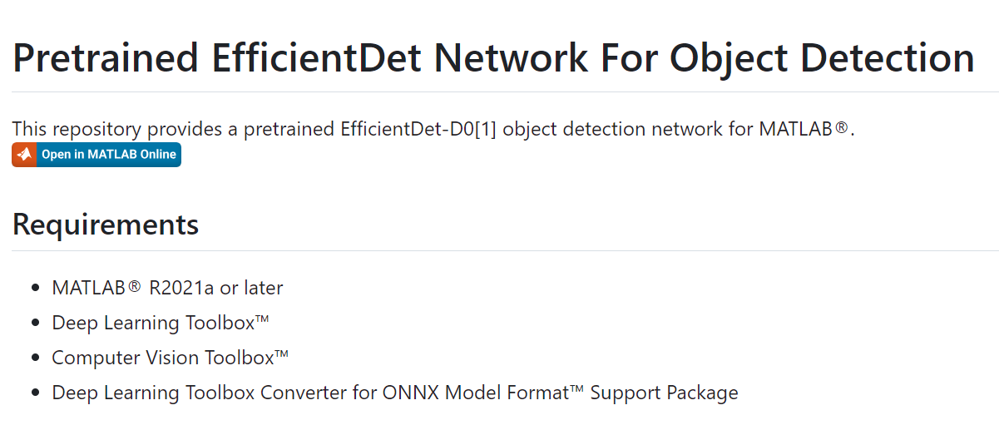 Pretrained EfficientDet Network For Object Detection
This repository provides a pretrained EfficientDet-D0[1] object detection network for MATLAB®.
Open in MATLAB Online
Requirements
• MATLAB® R2021a or later
• Deep Learning Toolbox™
• Computer Vision Toolbox™
• Deep Learning Toolbox Converter for ONNX Model Format™ Support Package